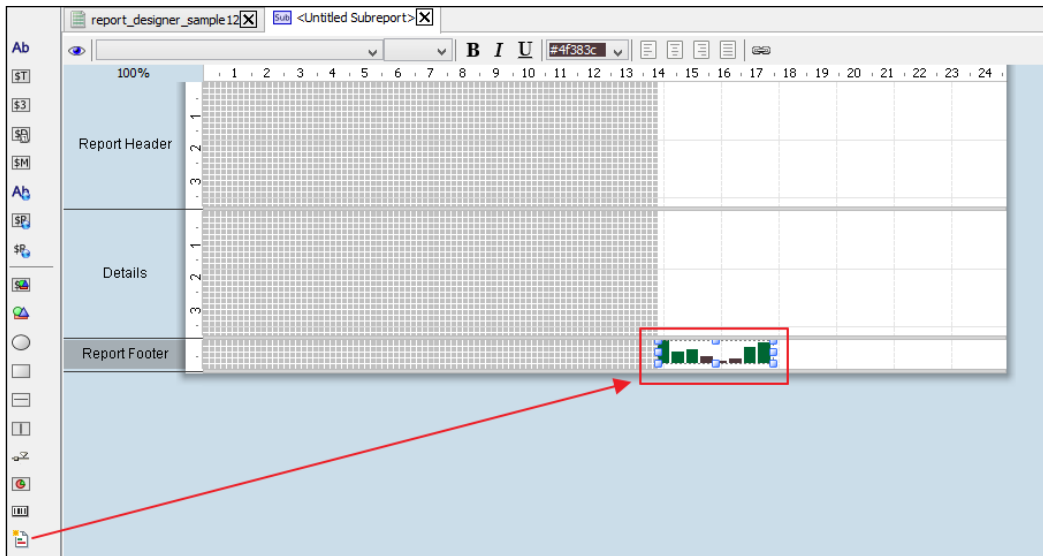 report_designer_sample12 Sub <Untitled Subreport>
Ab B I U #4f383c
$T 100% 1 2 3 4 5 6 7 8 9 10 11 12 13 14 15 16 17 18 19 20 21 22 23 24
$3
1
Report Header
2
$M
Ab
3
$P
1
$P
Details
2
3
Report Footer